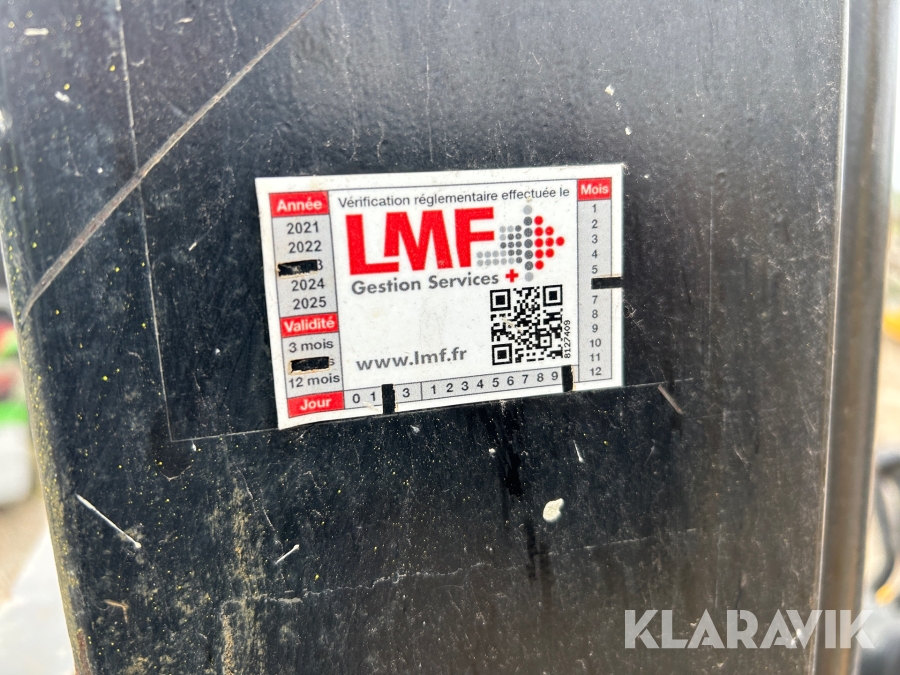 Année
2021
2022
3
2024
2025
Validité
3 mois
s
12 mois
Jour
Vérification réglementaire effectuée le
LMF
Gestion Services +
www.lmf.fr
8127409
0 1 3 1 2 3 4 5 6 7 8 9
Mois
1
2
3
4
5
7
8
9
10
11
12
KLARAVIK